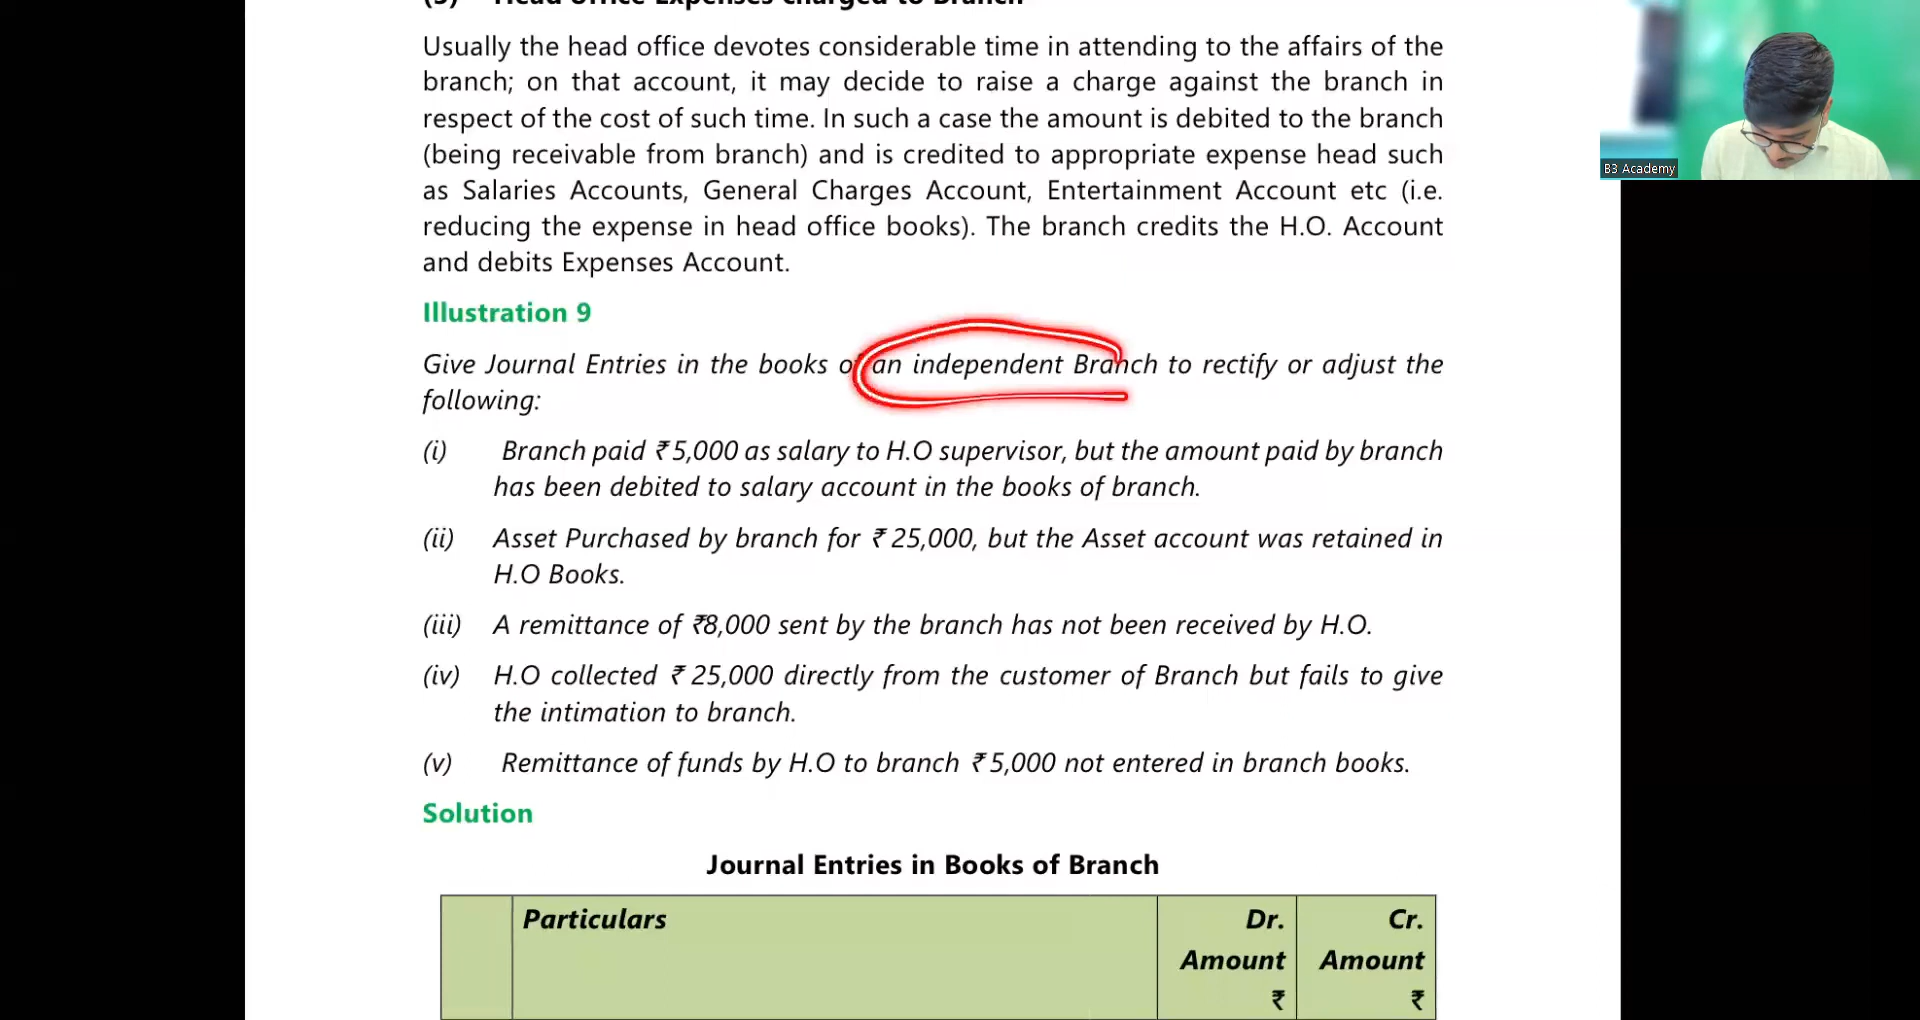 (5) Head office Expenses charged to Branch
Usually the head office devotes considerable time in attending to the affairs of the
branch; on that account, it may decide to raise a charge against the branch in
respect of the cost of such time. In such a case the amount is debited to the branch
(being receivable from branch) and is credited to appropriate expense head such
as Salaries Accounts, General Charges Account, Entertainment Account etc (i.e.
reducing the expense in head office books). The branch credits the H.O. Account
and debits Expenses Account.
Illustration 9
Give Journal Entries in the books of an independent Branch to rectify or adjust the
following:
(i) Branch paid ₹ 5,000 as salary to H.O supervisor, but the amount paid by branch
has been debited to salary account in the books of branch.
(ii) Asset Purchased by branch for ₹ 25,000, but the Asset account was retained in
H.O Books.
(iii) A remittance of ₹8,000 sent by the branch has not been received by H.O.
(iv) H.O collected ₹ 25,000 directly from the customer of Branch but fails to give
the intimation to branch.
(v) Remittance of funds by H.O to branch ₹ 5,000 not entered in branch books.
Solution
Journal Entries in Books of Branch
Particulars Dr. Cr.
Amount Amount
₹ ₹
B3 Academy